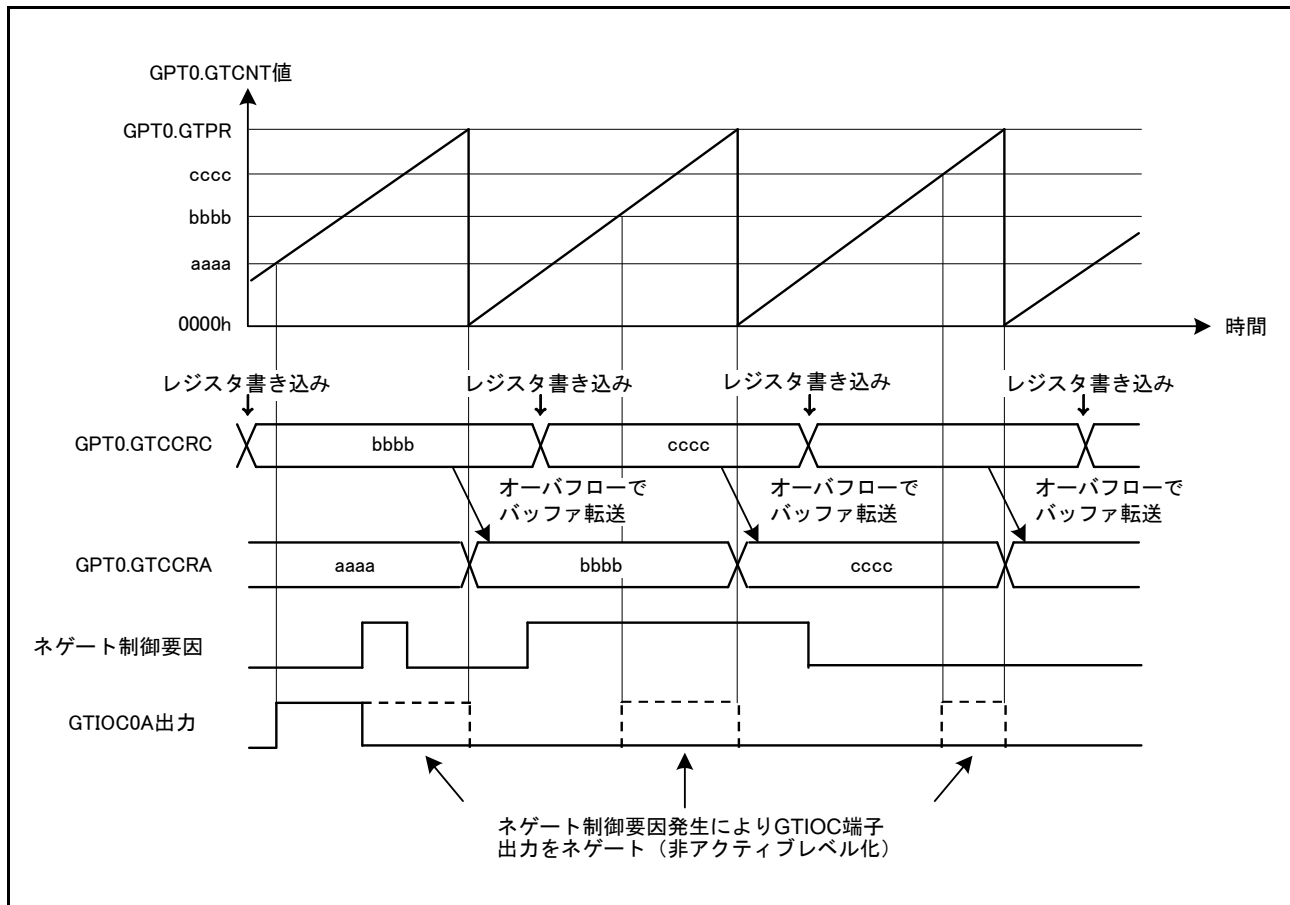 GPT0.GTCNT値
GPT0.GTPR
cccc
bbbb
aaaa
0000h
時間
レジスタ書き込み
レジスタ書き込み
レジスタ書き込み
レジスタ書き込み
GPT0.GTCCRC
bbbb
cccc
オーバフローで
バッファ転送
オーバフローで
バッファ転送
オーバフローで
バッファ転送
GPT0.GTCCRA
aaaa
bbbb
cccc
ネゲート制御要因
GTIOC0A出力
ネゲート制御要因発生によりGTIOC端子
出力をネゲート（非アクティブレベル化）